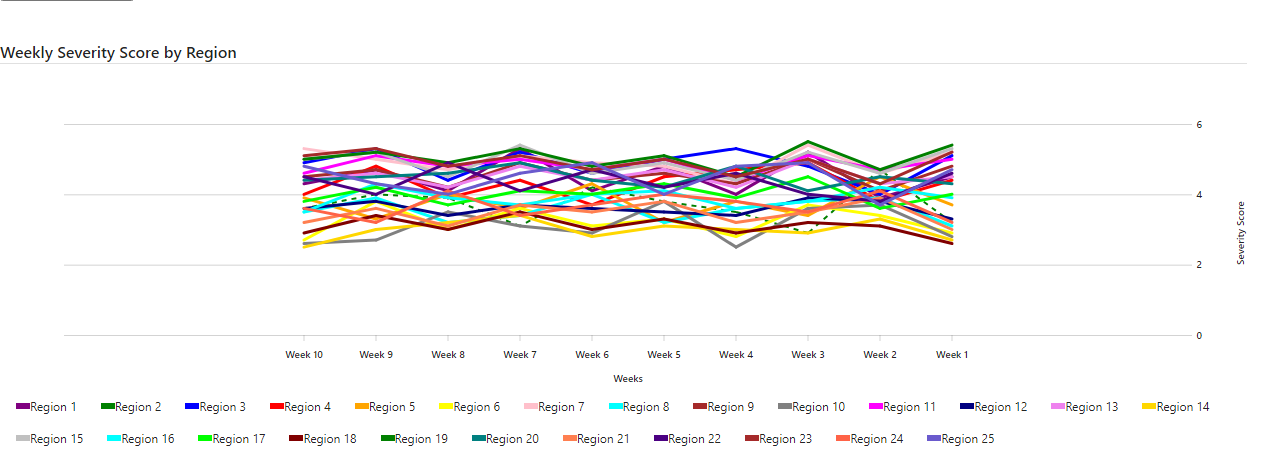 Weekly Severity Score by Region
6
4
2
0
Severity Score
Week 10 Week 9 Week 8 Week 7 Week 6 Week 5 Week 4 Week 3 Week 2 Week 1
Weeks
Region 1 Region 2 Region 3 Region 4 Region 5 Region 6 Region 7 Region 8 Region 9 Region 10 Region 11 Region 12 Region 13 Region 14
Region 15 Region 16 Region 17 Region 18 Region 19 Region 20 Region 21 Region 22 Region 23 Region 24 Region 25